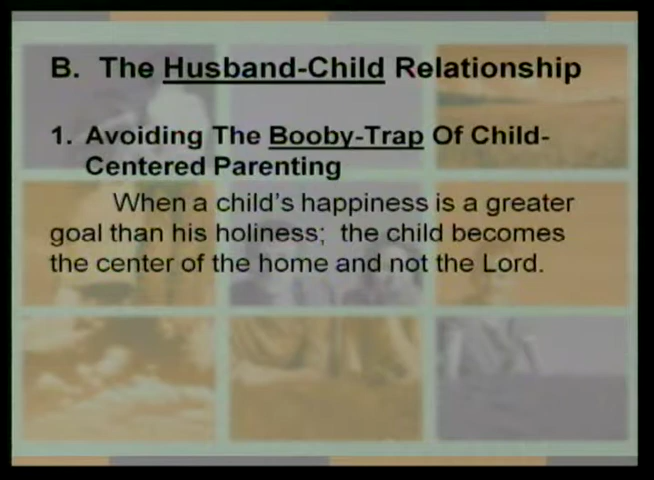 B. The Husband-Child Relationship
1. Avoiding The Booby-Trap Of Child-
Centered Parenting
When a child's happiness is a greater
goal than his holiness; the child becomes
the center of the home and not the Lord.